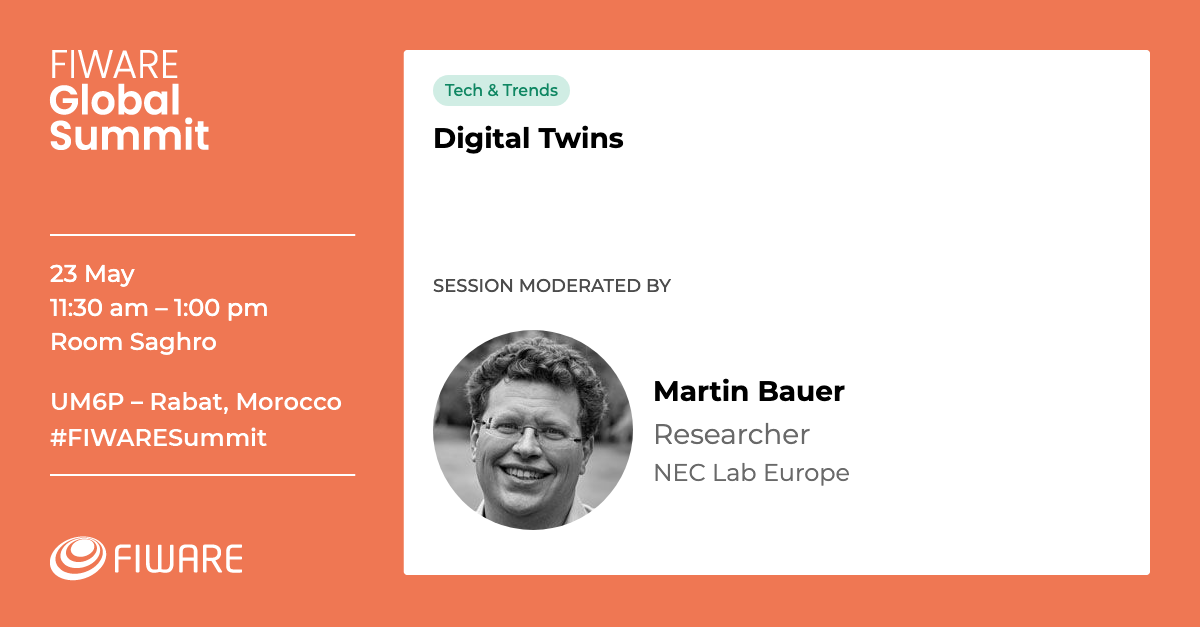 FIWARE
Global
Summit
23 May
11:30 am – 1:00 pm
Room Saghro
UM6P – Rabat, Morocco
#FIWARESummit
FIWARE
Tech & Trends
Digital Twins
SESSION MODERATED BY
Martin Bauer
Researcher
NEC Lab Europe